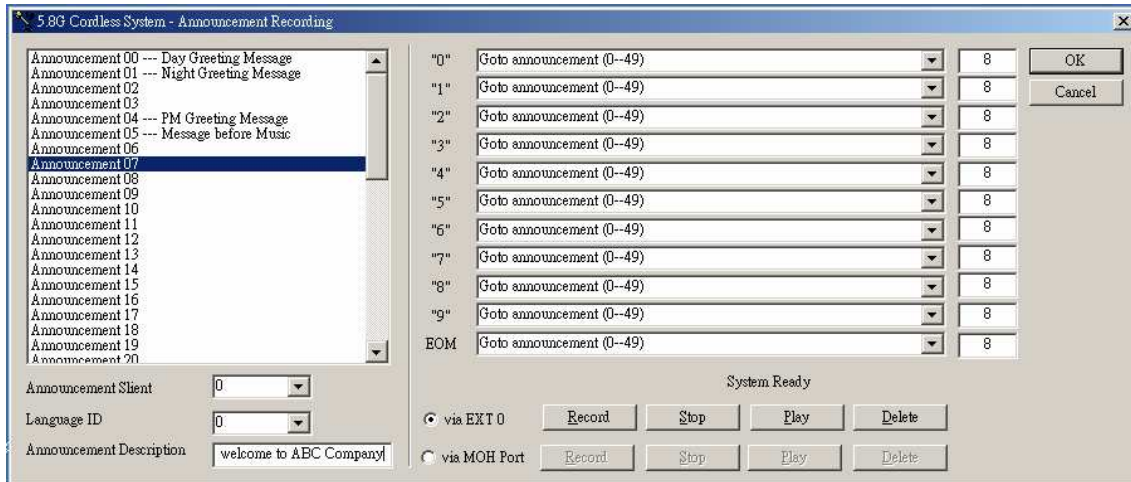 5.8G Cordless System - Announcement Recording
Announcement 00 --- Day Greeting Message
Announcement 01 --- Night Greeting Message
Announcement 02
Announcement 03
Announcement 04 --- PM Greeting Message
Announcement 05 --- Message before Music
Announcement 06
Announcement 07
Announcement 08
Announcement 09
Announcement 10
Announcement 11
Announcement 12
Announcement 13
Announcement 14
Announcement 15
Announcement 16
Announcement 17
Announcement 18
Announcement 19
Announcement 20
Announcement Slient 0
Language ID 0
Announcement Description welcome to ABC Company
"0" Goto announcement (0--49) 8
"1" Goto announcement (0--49) 8
"2" Goto announcement (0--49) 8
"3" Goto announcement (0--49) 8
"4" Goto announcement (0--49) 8
"5" Goto announcement (0--49) 8
"6" Goto announcement (0--49) 8
"7" Goto announcement (0--49) 8
"8" Goto announcement (0--49) 8
"9" Goto announcement (0--49) 8
EOM Goto announcement (0--49) 8
System Ready
via EXT 0 Record Stop Play Delete
via MOH Port Record Stop Play Delete
OK
Cancel